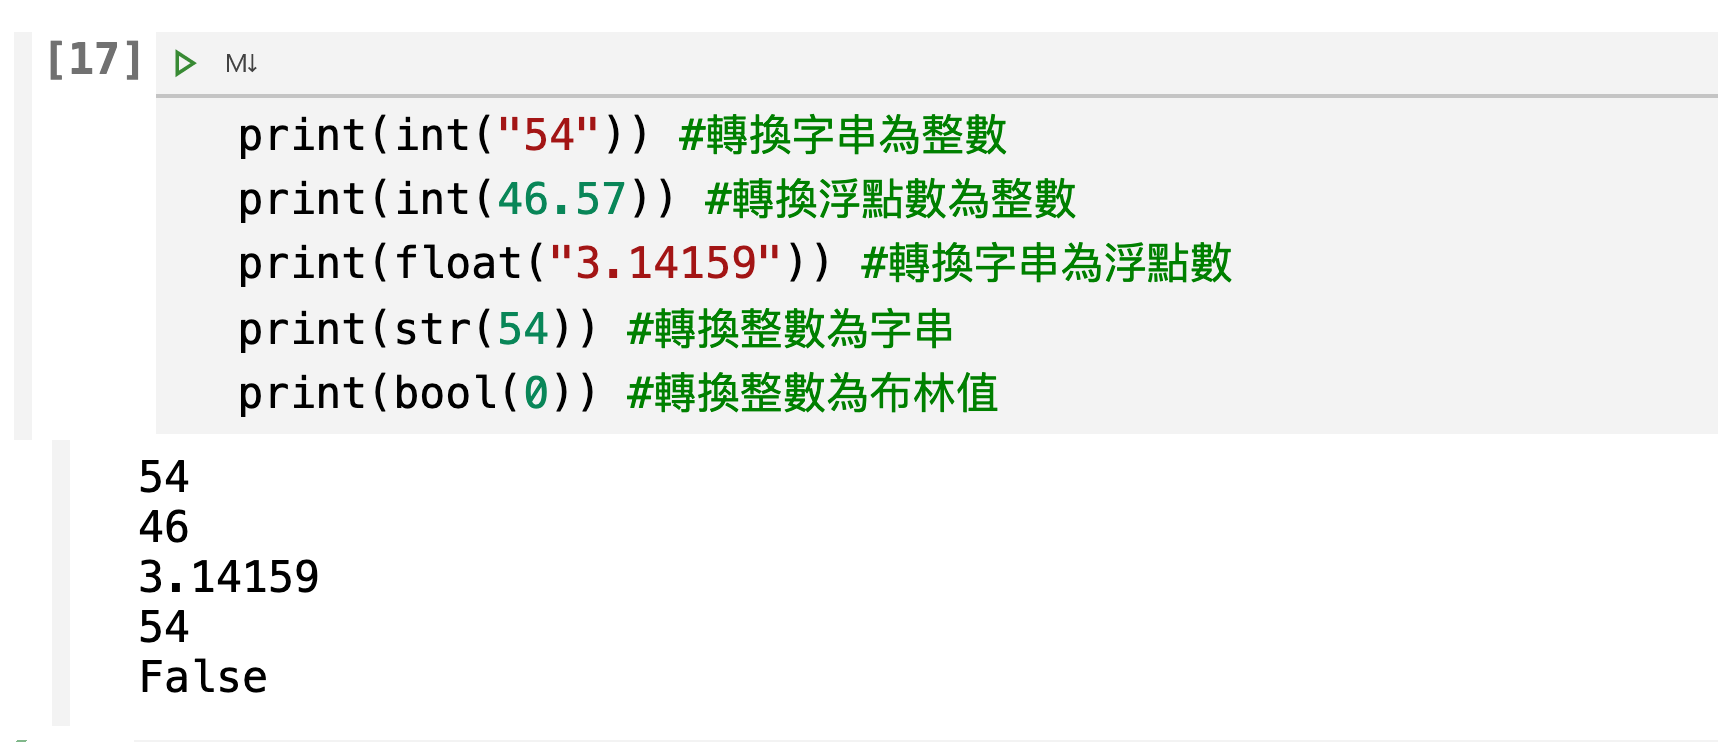 [17]
M↓
print(int("54")) #轉換字串為整數
print(int(46.57)) #轉換浮點數為整數
print(float("3.14159")) #轉換字串為浮點數
print(str(54)) #轉換整數為字串
print(bool(0)) #轉換整數為布林值
54
46
3.14159
54
False